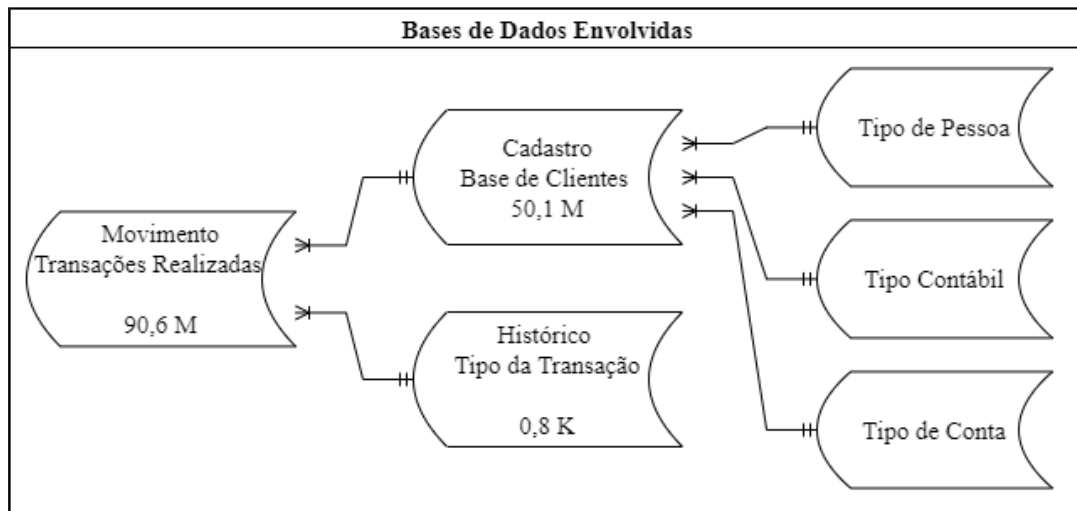 Bases de Dados Envolvidas
Movimento
Transações Realizadas
90,6 M
Cadastro
Base de Clientes
50,1 M
Histórico
Tipo da Transação
0,8 K
Tipo de Pessoa
Tipo Contábil
Tipo de Conta